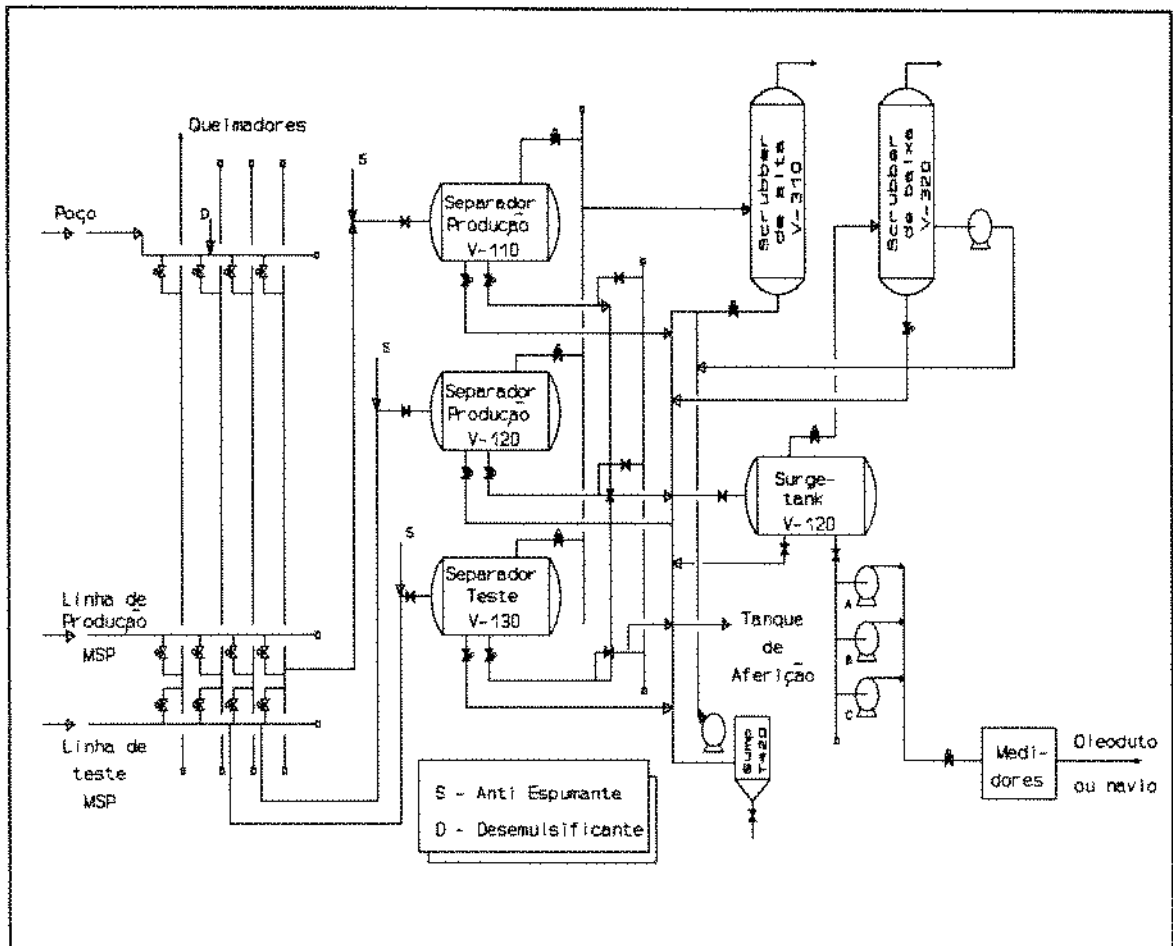 Queimadores
S
Poço
D
Separador
Produção
V-110
Scrubber
de alta
V-310
Scrubber
de baixa
V-320
S
Separador
Produção
V-120
Surge-
tank
V-120
S
Separador
Teste
V-130
Linha de
Produção
MSP
Linha de
teste
MSP
Tanque
de
Aferição
A
B
C
Sump
T420
Medi-
dores
Oleoduto
ou navio
S - Anti Espumante
D - Desemulsificante